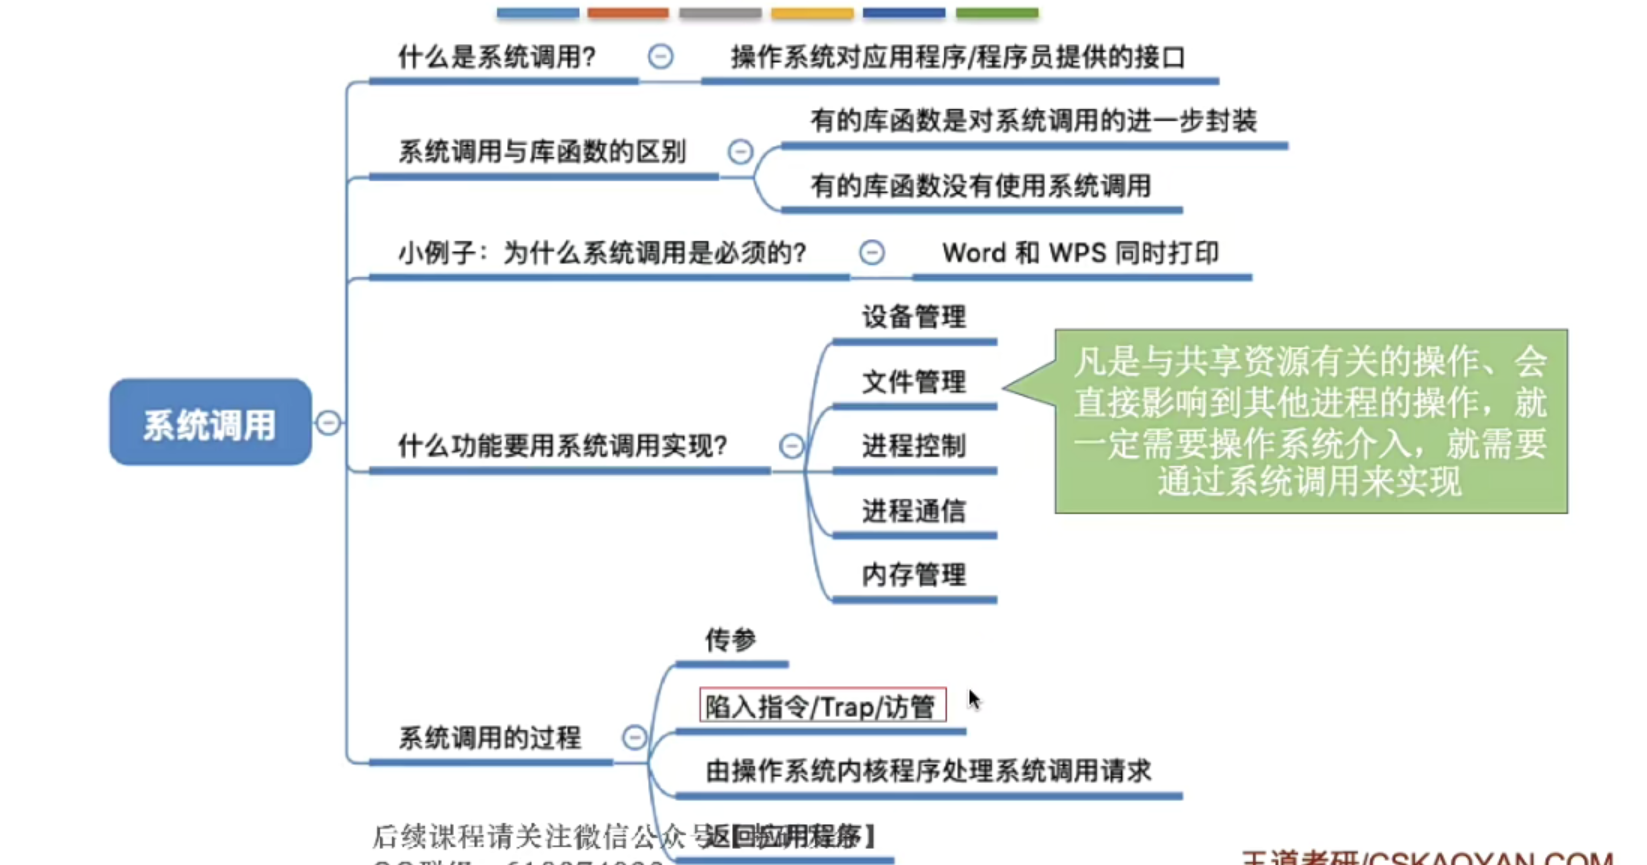 什么是系统调用?
操作系统对应用程序/程序员提供的接口
系统调用与库函数的区别
有的库函数是对系统调用的进一步封装
有的库函数没有使用系统调用
小例子：为什么系统调用是必须的?
Word 和 WPS 同时打印
系统调用
什么功能要用系统调用实现?
设备管理
文件管理
进程控制
进程通信
内存管理
凡是与共享资源有关的操作、会
直接影响到其他进程的操作，就
一定需要操作系统介入，就需要
通过系统调用来实现
系统调用的过程
传参
陷入指令/Trap/访管
由操作系统内核程序处理系统调用请求
返回应用程序
后续课程请关注微信公众号
王道考研/CSKAOYAN.COM